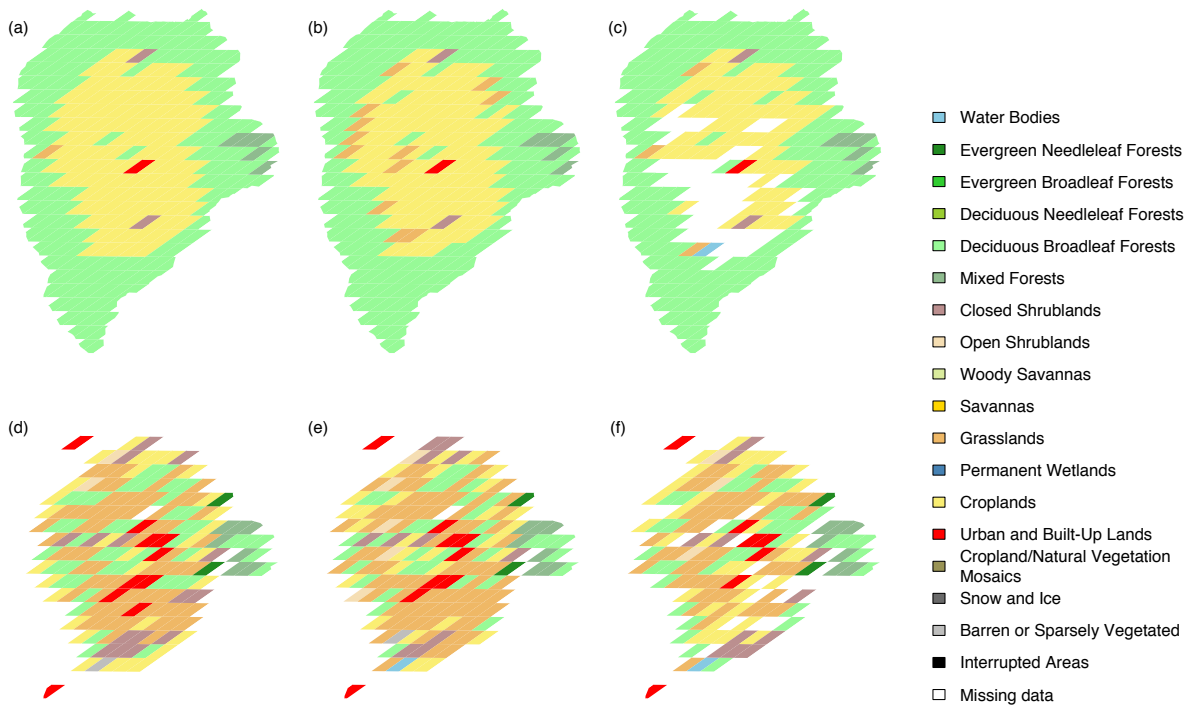 (a)
(b)
(c)
(d)
(e)
(f)
Water Bodies
Evergreen Needleleaf Forests
Evergreen Broadleaf Forests
Deciduous Needleleaf Forests
Deciduous Broadleaf Forests
Mixed Forests
Closed Shrublands
Open Shrublands
Woody Savannas
Savannas
Grasslands
Permanent Wetlands
Croplands
Urban and Built-Up Lands
Cropland/Natural Vegetation
Mosaics
Snow and Ice
Barren or Sparsely Vegetated
Interrupted Areas
Missing data